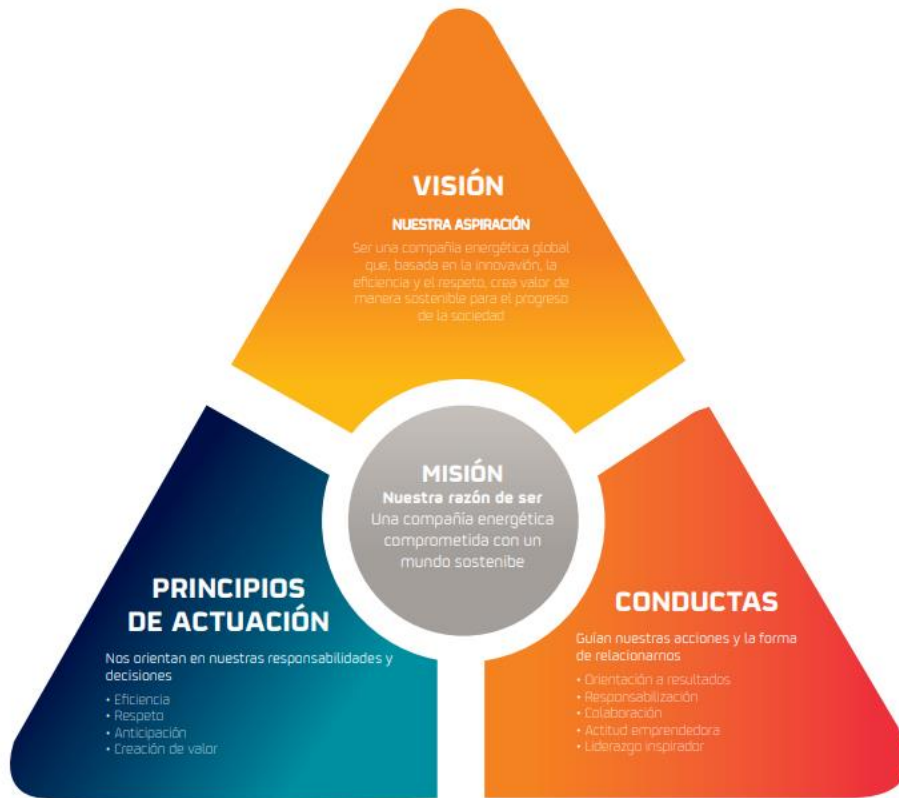 VISIÓN
NUESTRA ASPIRACIÓN
Ser una compañía energética global
que, basada en la innovavión, la
eficiencia y el respeto, crea valor de
manera sostenible para el progreso
de la sociedad
MISIÓN
Nuestra razón de ser
Una compañía energética
comprometida con un
mundo sostenibe
PRINCIPIOS
DE ACTUACIÓN
Nos orientan en nuestras responsabilidades y
decisiones
• Eficiencia
• Respeto
• Anticipación
• Creación de valor
CONDUCTAS
Guían nuestras acciones y la forma
de relacionarnos
• Orientación a resultados
• Responsabilización
• Colaboración
• Actitud emprendedora
• Liderazgo inspirador